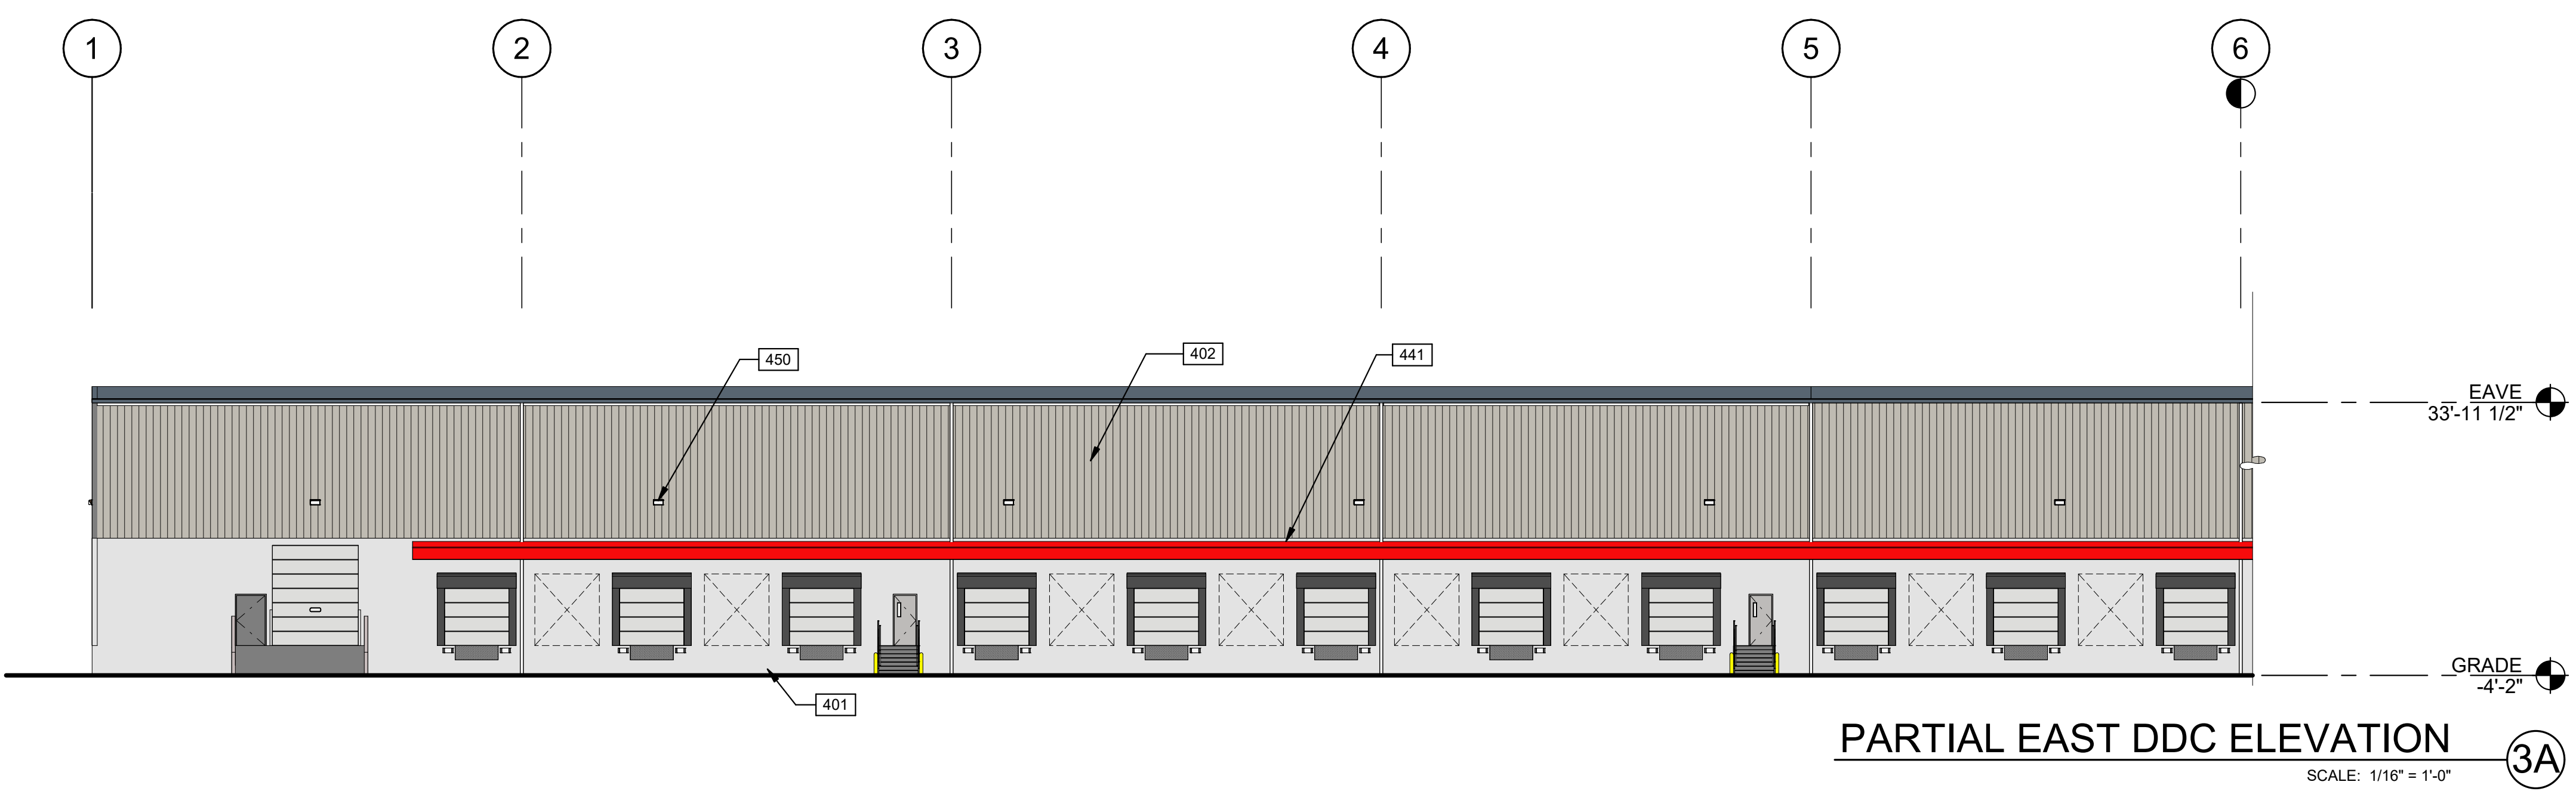 1 2 3 4 5 6
450 402 441
EAVE
33'-11 1/2"
GRADE
-4'-2"
401
PARTIAL EAST DDC ELEVATION
3A
SCALE: 1/16" = 1'-0"